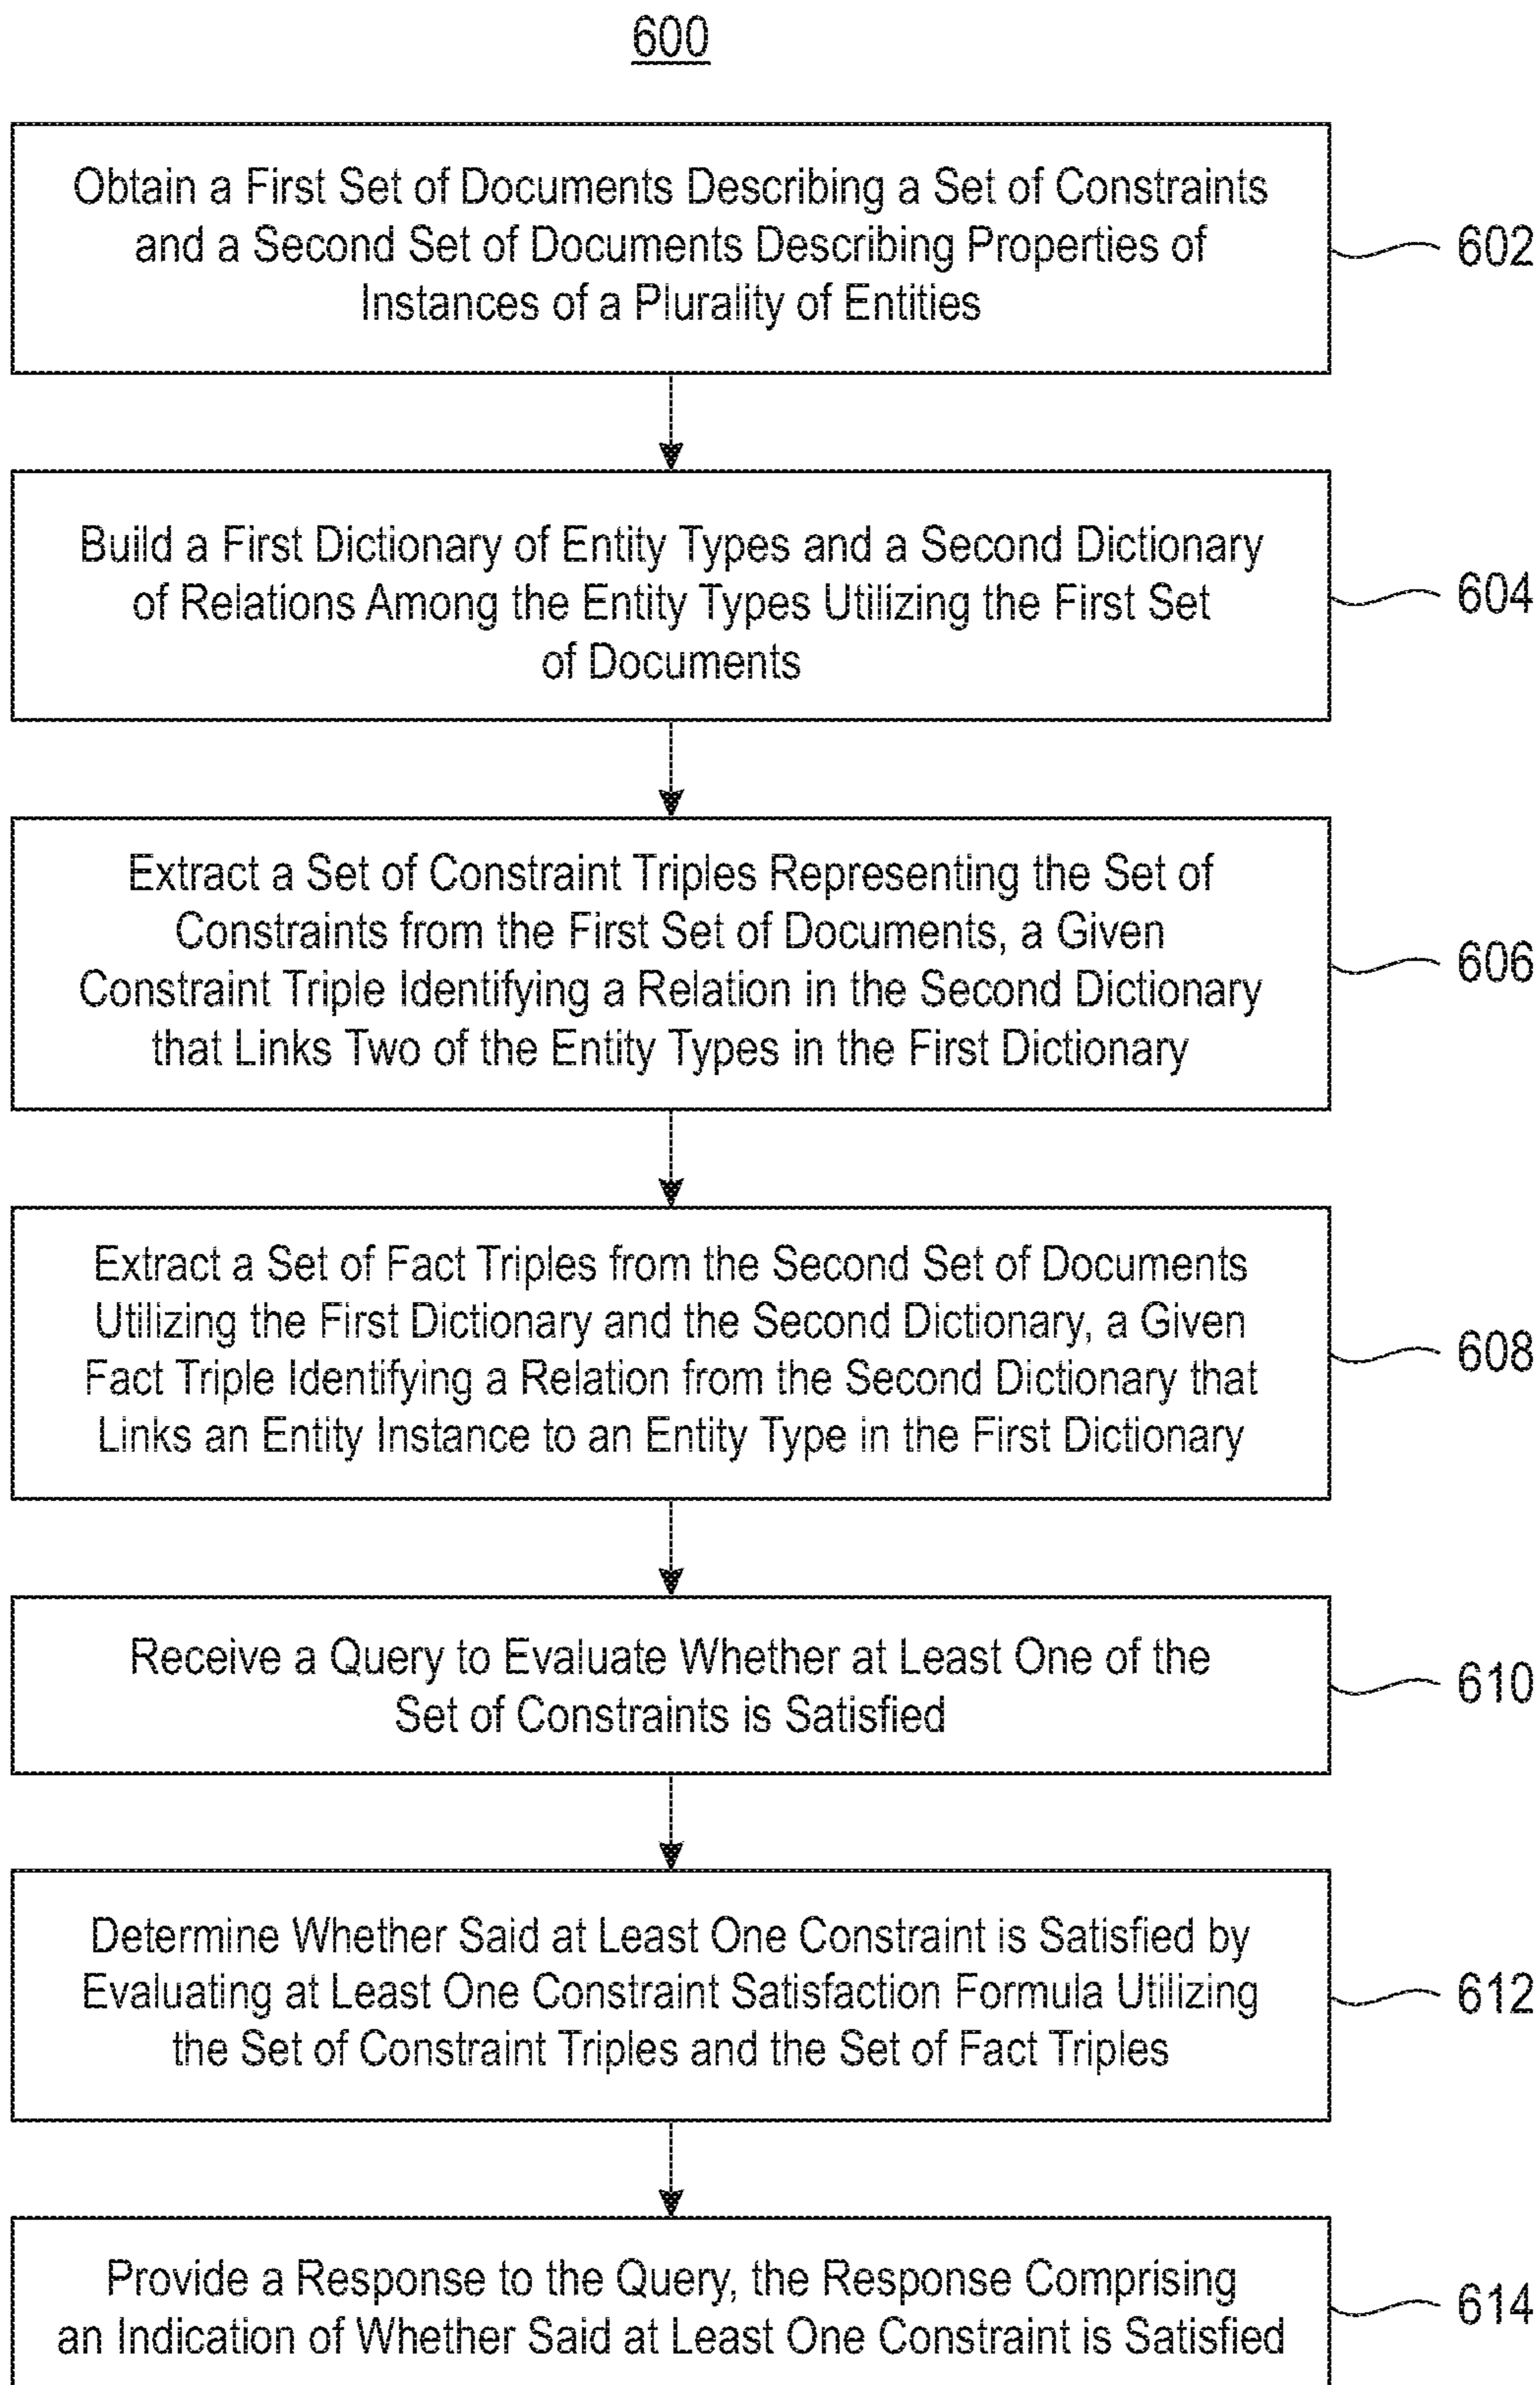 600
Obtain a First Set of Documents Describing a Set of Constraints
and a Second Set of Documents Describing Properties of
Instances of a Plurality of Entities
602
Build a First Dictionary of Entity Types and a Second Dictionary
of Relations Among the Entity Types Utilizing the First Set
of Documents
604
Extract a Set of Constraint Triples Representing the Set of
Constraints from the First Set of Documents, a Given
Constraint Triple Identifying a Relation in the Second Dictionary
that Links Two of the Entity Types in the First Dictionary
606
Extract a Set of Fact Triples from the Second Set of Documents
Utilizing the First Dictionary and the Second Dictionary, a Given
Fact Triple Identifying a Relation from the Second Dictionary that
Links an Entity Instance to an Entity Type in the First Dictionary
608
Receive a Query to Evaluate Whether at Least One of the
Set of Constraints is Satisfied
610
Determine Whether Said at Least One Constraint is Satisfied by
Evaluating at Least One Constraint Satisfaction Formula Utilizing
the Set of Constraint Triples and the Set of Fact Triples
612
Provide a Response to the Query, the Response Comprising
an Indication of Whether Said at Least One Constraint is Satisfied
614